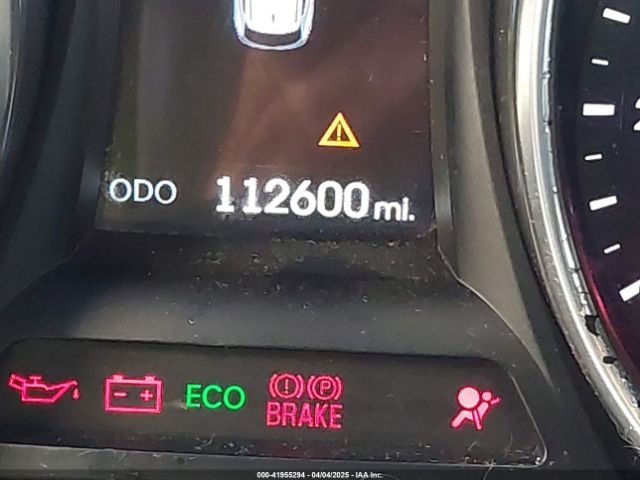 ODO 112600 mi.
ECO
(!) (P)
BRAKE
000-41955294 - 04/04/2025 - IAA Inc.